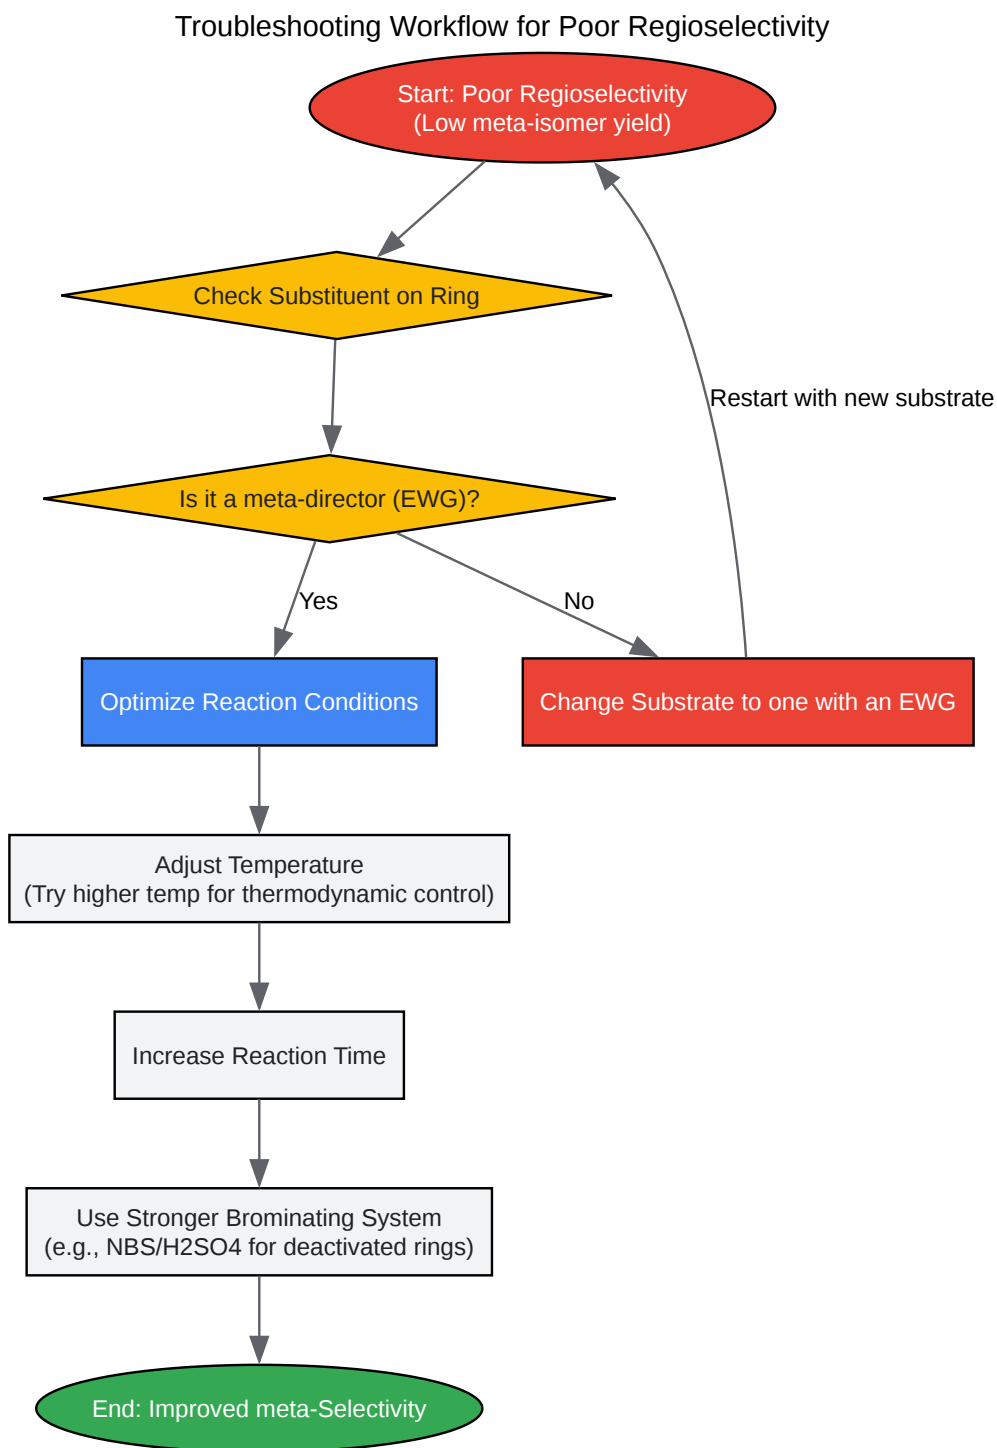 Troubleshooting Workflow for Poor Regioselectivity
Start: Poor Regioselectivity
(Low meta-isomer yield)
Check Substituent on Ring
Restart with new substrate
Is it a meta-director (EWG)?
Yes
No
Optimize Reaction Conditions
Change Substrate to one with an EWG
Adjust Temperature
(Try higher temp for thermodynamic control)
Increase Reaction Time
Use Stronger Brominating System
(e.g., NBS/H2SO4 for deactivated rings)
End: Improved meta-Selectivity